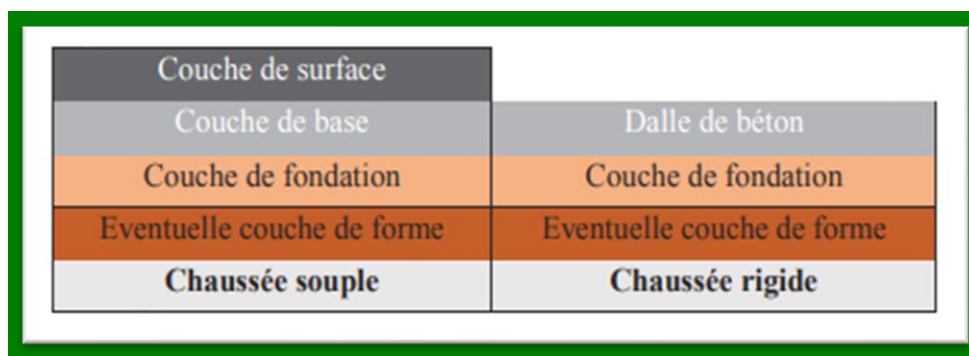 Couche de surface
Couche de base Dalle de béton
Couche de fondation Couche de fondation
Eventuelle couche de forme Eventuelle couche de forme
Chaussée souple Chaussée rigide